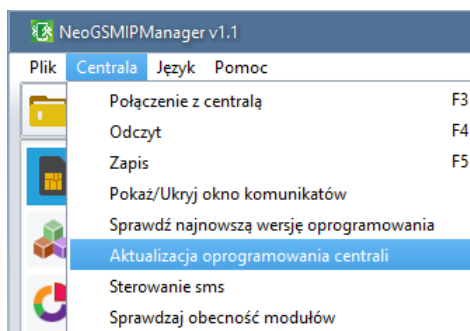 NeoGSMIPManager v1.1
Plik Centrala Język Pomoc
Połączenie z centralą F3
Odczyt F4
Zapis F5
Pokaż/Ukryj okno komunikatów
Sprawdź najnowszą wersję oprogramowania
Aktualizacja oprogramowania centrali
Sterowanie sms
Sprawdzaj obecność modułów